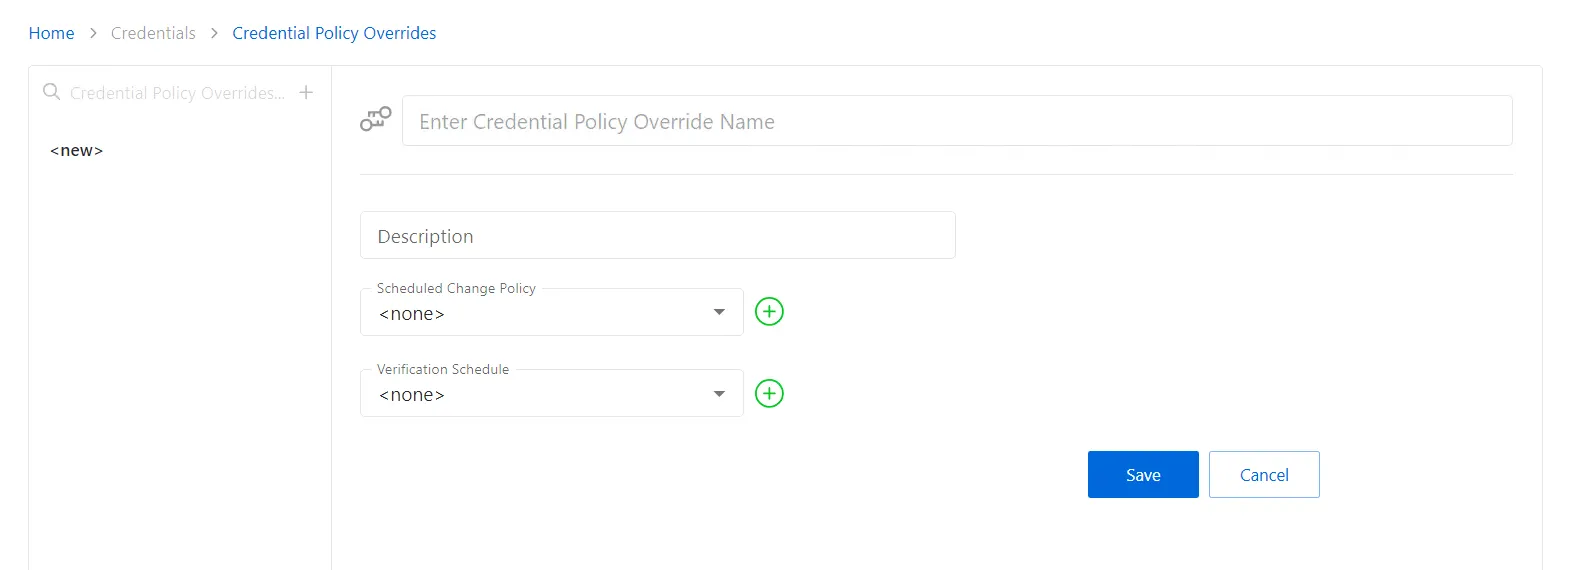 Home > Credentials > Credential Policy Overrides
Credential Policy Overrides... +
<new>
Enter Credential Policy Override Name
Description
Scheduled Change Policy
<none>
Verification Schedule
<none>
Save Cancel